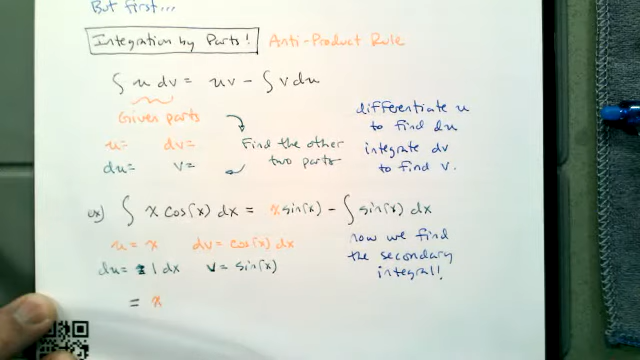 But first...
Integration by Parts! Anti-Product Rule
∫ u dv = uv - ∫ v du
Given parts
u= dv=
du= v=
Find the other
two parts
differentiate u
to find du
integrate dv
to find v.
ex) ∫ x cos(x) dx = x sin(x) - ∫ sin(x) dx
u = x dv = cos(x) dx
du = 1 dx v = sin(x)
now we find
the secondary
integral!
= x